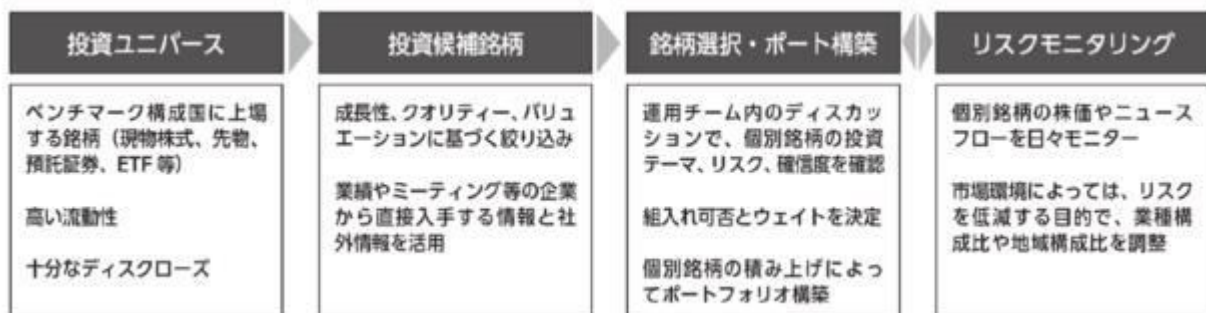 投資ユニバース
ベンチマーク構成国に上場
する銘柄（現物株式、先物、
預託証券、ETF 等）
高い流動性
十分なディスクローズ
投資候補銘柄
成長性、クオリティー、バリュ
エーションに基づく絞り込み
業績やミーティング等の企業
から直接入手する情報と社
外情報を活用
銘柄選択・ポート構築
運用チーム内のディスカッ
ションで、個別銘柄の投資
テーマ、リスク、確信度を確認
組入れ可否とウェイトを決定
個別銘柄の積み上げによっ
てポートフォリオ構築
リスクモニタリング
個別銘柄の株価やニュース
フローを日々モニター
市場環境によっては、リスク
を低減する目的で、業種構
成比や地域構成比を調整